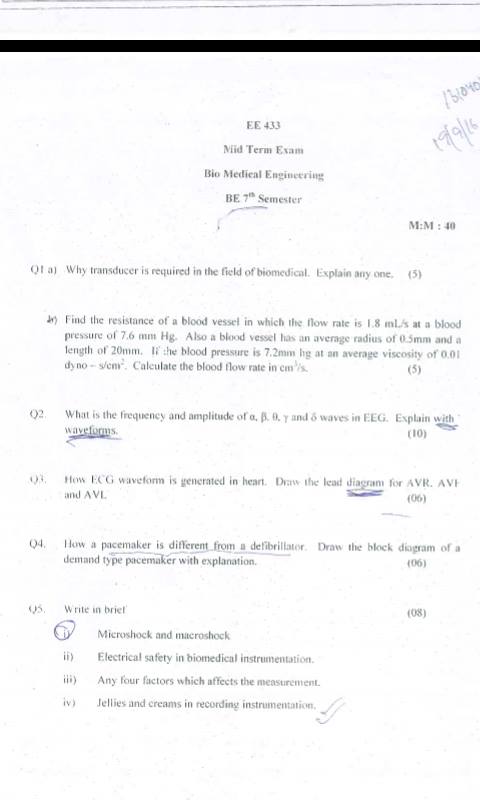 19/9/16
EE 433
Mid Term Exam
Bio Medical Engineering
BE 7th Semester
M:M : 40
Q1 a) Why transducer is required in the field of biomedical. Explain any one. (5)
b) Find the resistance of a blood vessel in which the flow rate is 1.8 mL/s at a blood
pressure of 7.6 mm Hg. Also a blood vessel has an average radius of 0.5mm and a
length of 20mm. If the blood pressure is 7.2mm hg at an average viscosity of 0.01
dyno – s/cm². Calculate the blood flow rate in cm³/s. (5)
Q2. What is the frequency and amplitude of α, β, θ, γ and δ waves in EEG. Explain with
waveforms. (10)
Q3. How ECG waveform is generated in heart. Draw the lead diagram for AVR, AVF
and AVL (06)
Q4. How a pacemaker is different from a defibrillator. Draw the block diagram of a
demand type pacemaker with explanation. (06)
Q5. Write in brief (08)
i) Microshock and macroshock
ii) Electrical safety in biomedical instrumentation.
iii) Any four factors which affects the measurement.
iv) Jellies and creams in recording instrumentation.